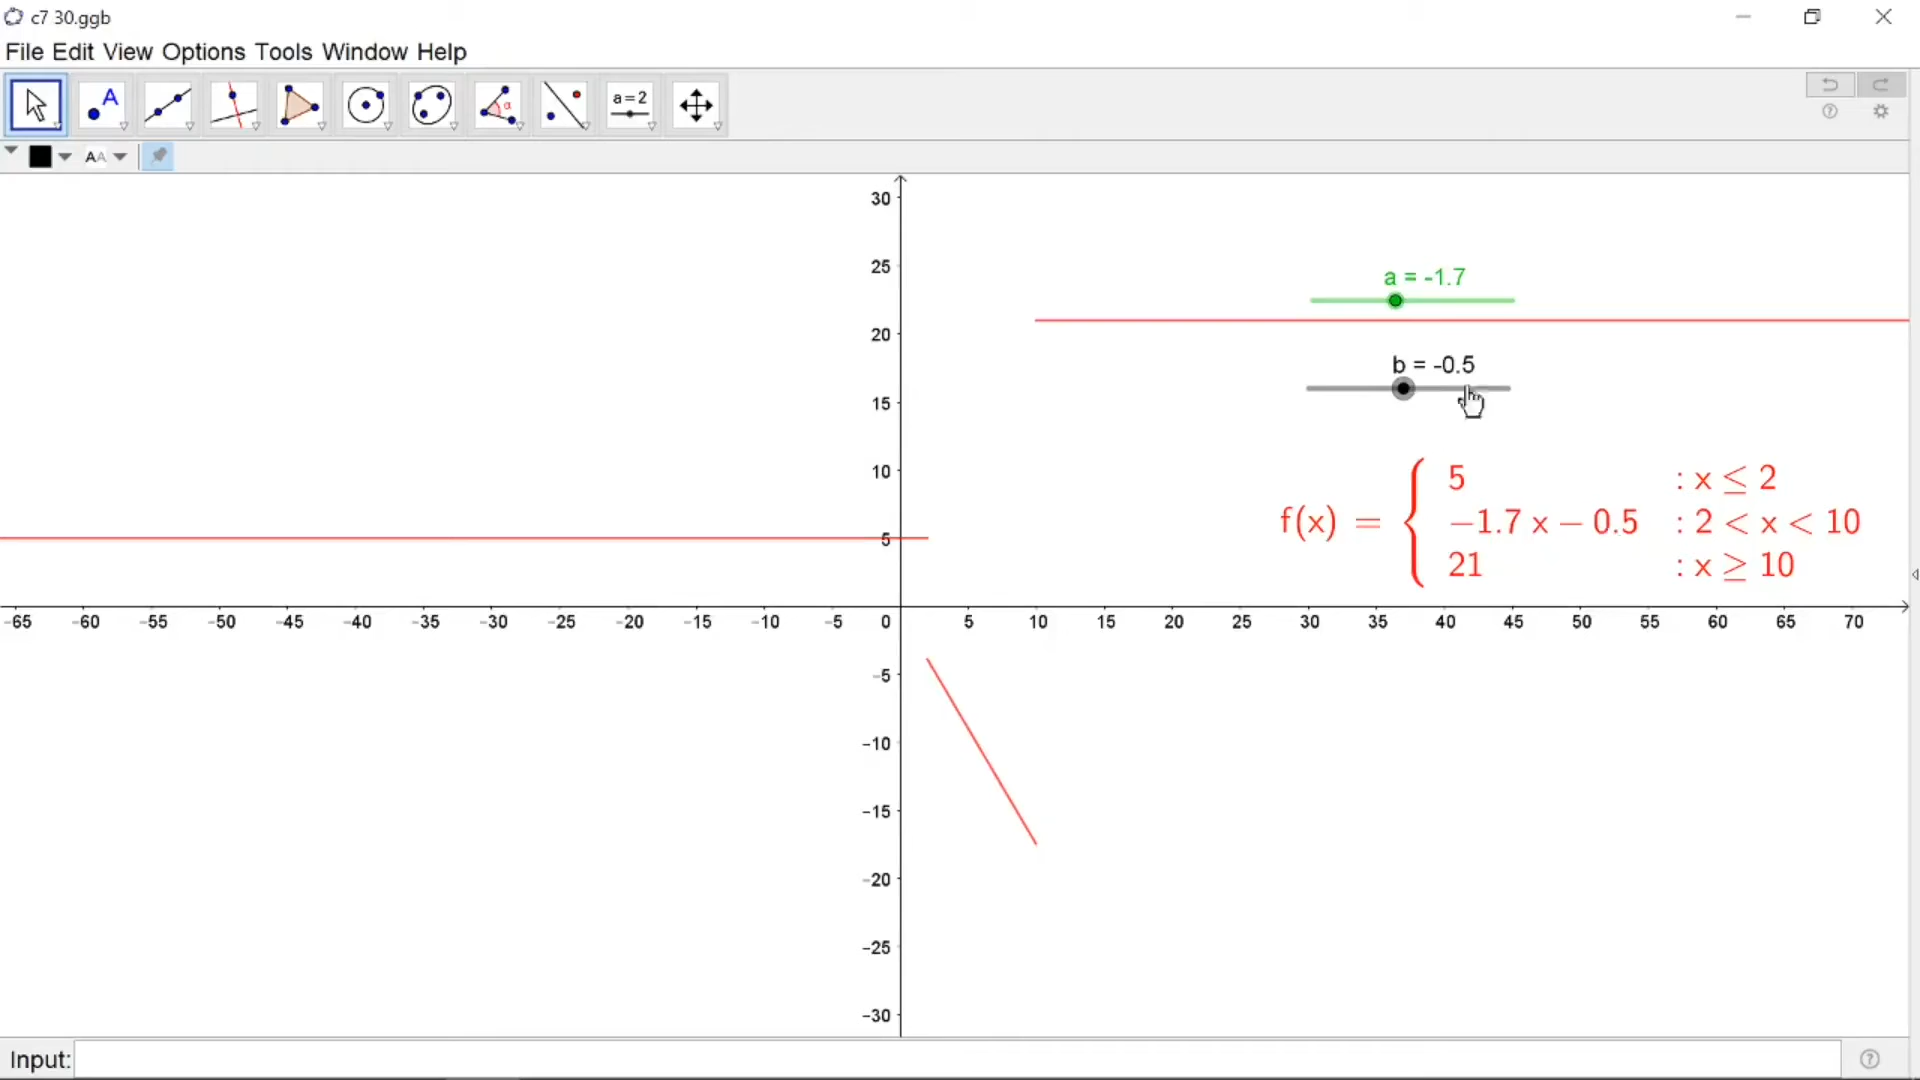 c7 30.ggb
File Edit View Options Tools Window Help
A
α
a=2
AA
30
25
20
15
10
5
a = -1.7
b = -0.5
f(x) = { 5 : x ≤ 2
−1.7 x − 0.5 : 2 < x < 10
21 : x ≥ 10
-65 -60 -55 -50 -45 -40 -35 -30 -25 -20 -15 -10 -5 0 5 10 15 20 25 30 35 40 45 50 55 60 65 70
-5
-10
-15
-20
-25
-30
Input: